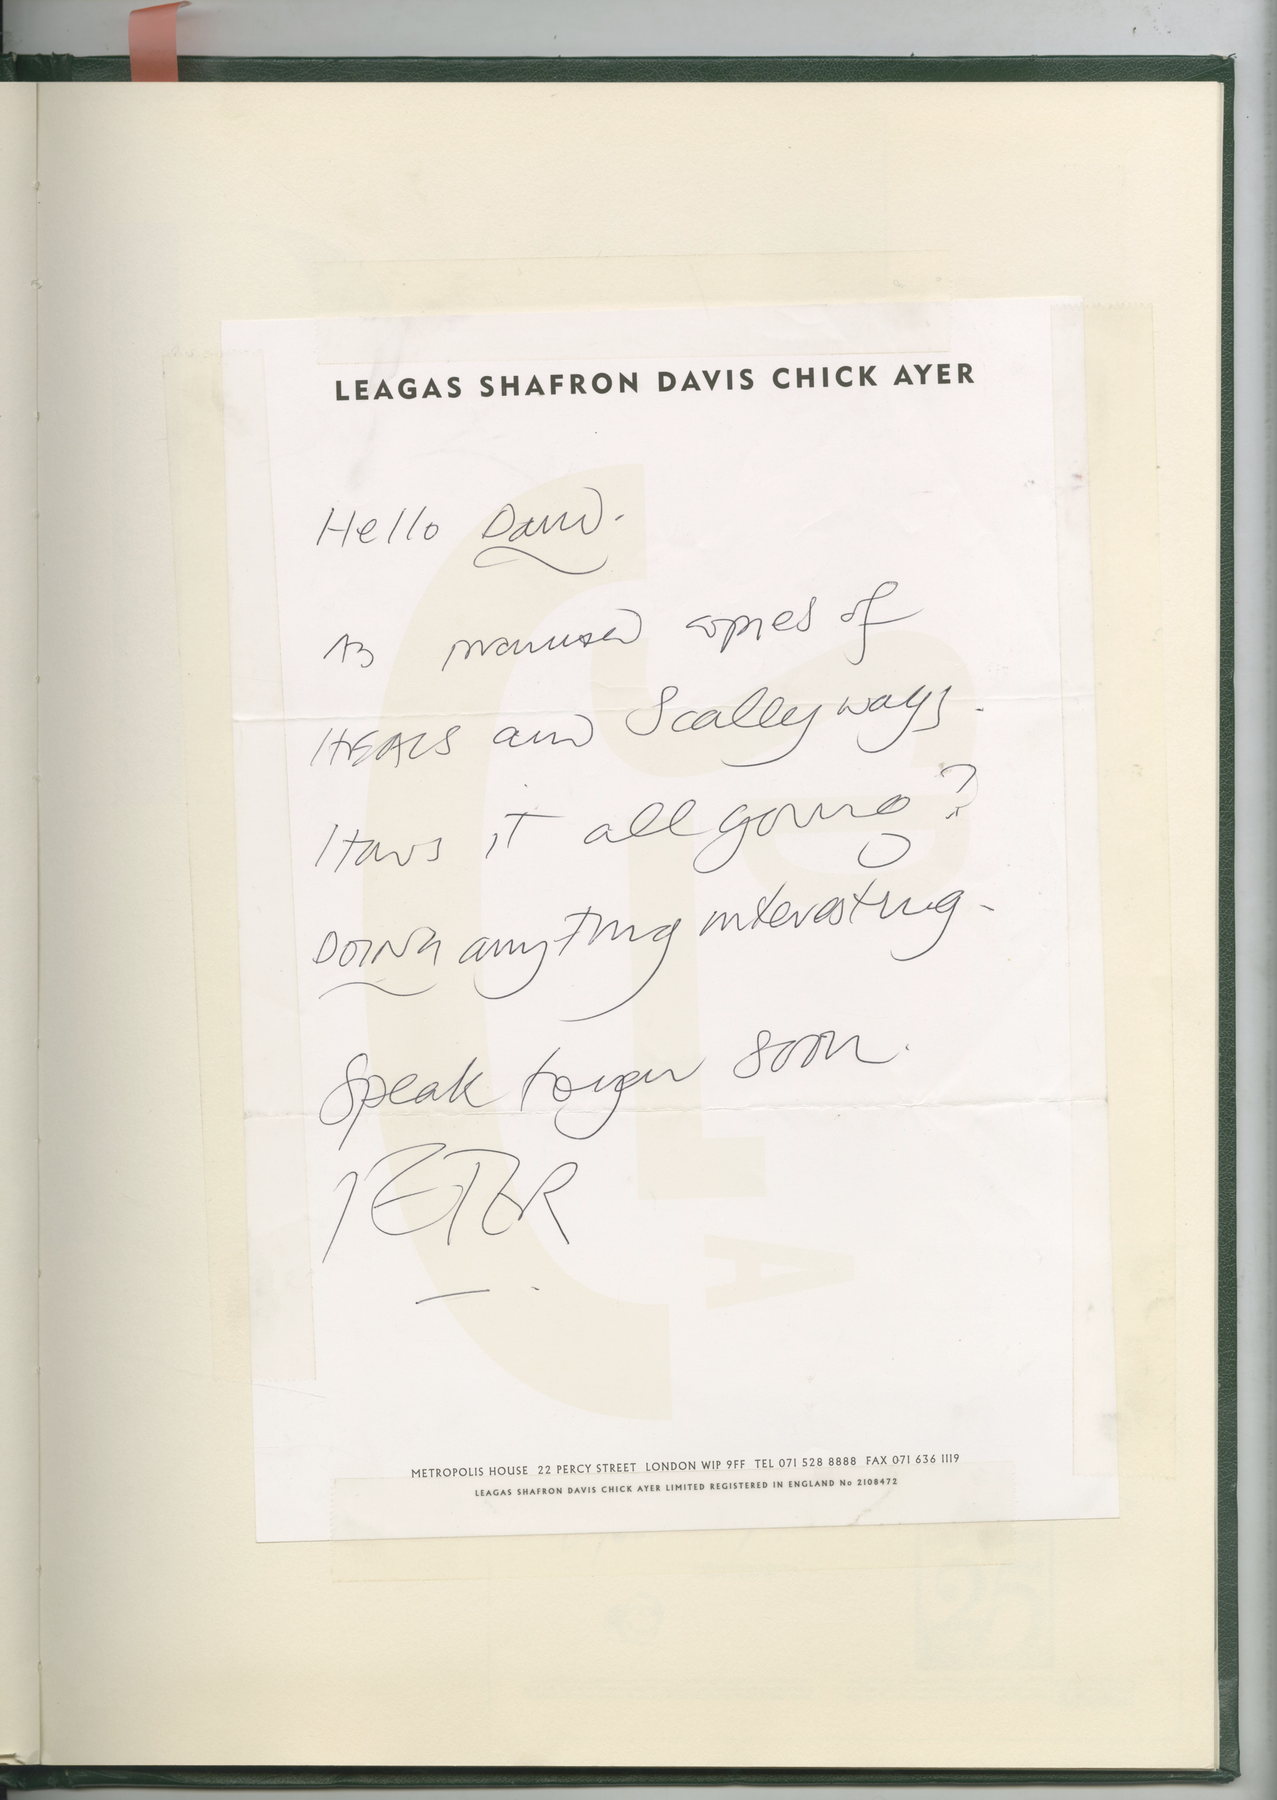 LEAGAS SHAFRON DAVIS CHICK AYER
Hello David.
As promised copies of
HEALS and Scallyways.
Hows it all going?
DOING anything interesting.
Speak to you soon.
PETER
METROPOLIS HOUSE 22 PERCY STREET LONDON W1P 9FF TEL 071 528 8888 FAX 071 636 1119
LEAGAS SHAFRON DAVIS CHICK AYER LIMITED REGISTERED IN ENGLAND No 2108472